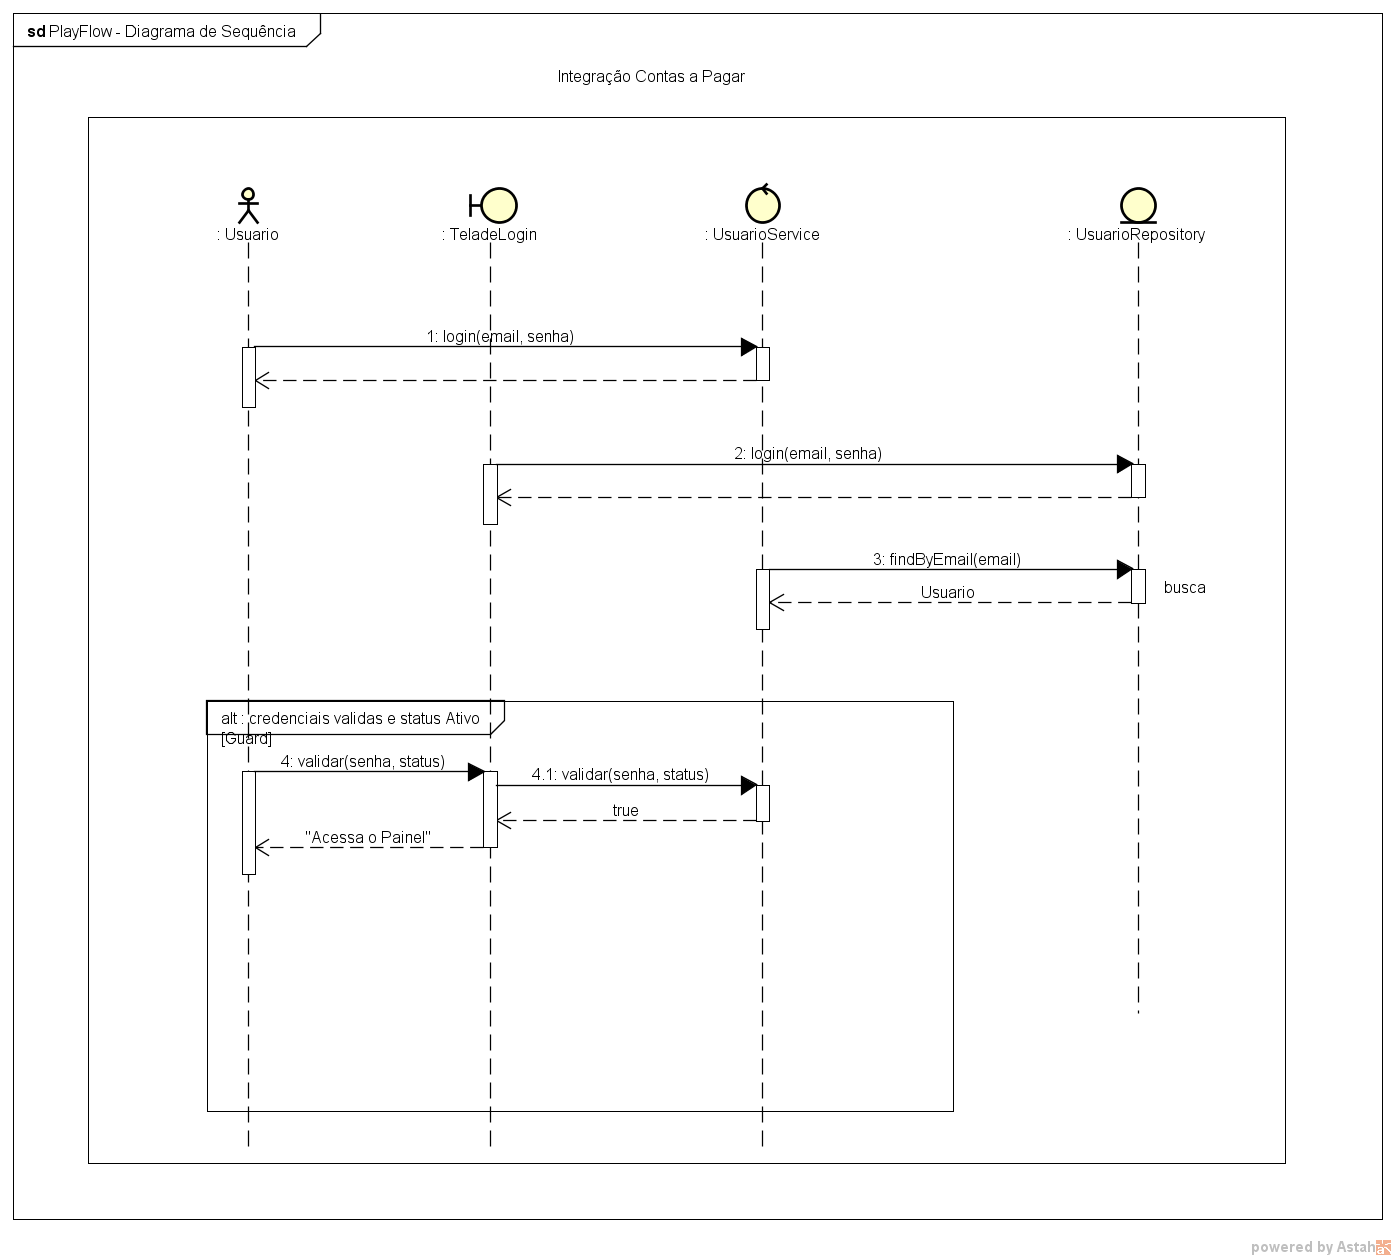 sd PlayFlow - Diagrama de Sequência
Integração Contas a Pagar
: Usuario
: TeladeLogin
: UsuarioService
: UsuarioRepository
1: login(email, senha)
2: login(email, senha)
3: findByEmail(email)
busca
Usuario
alt : credenciais validas e status Ativo
[Guard]
4: validar(senha, status)
4.1: validar(senha, status)
true
"Acessa o Painel"
powered by Astah